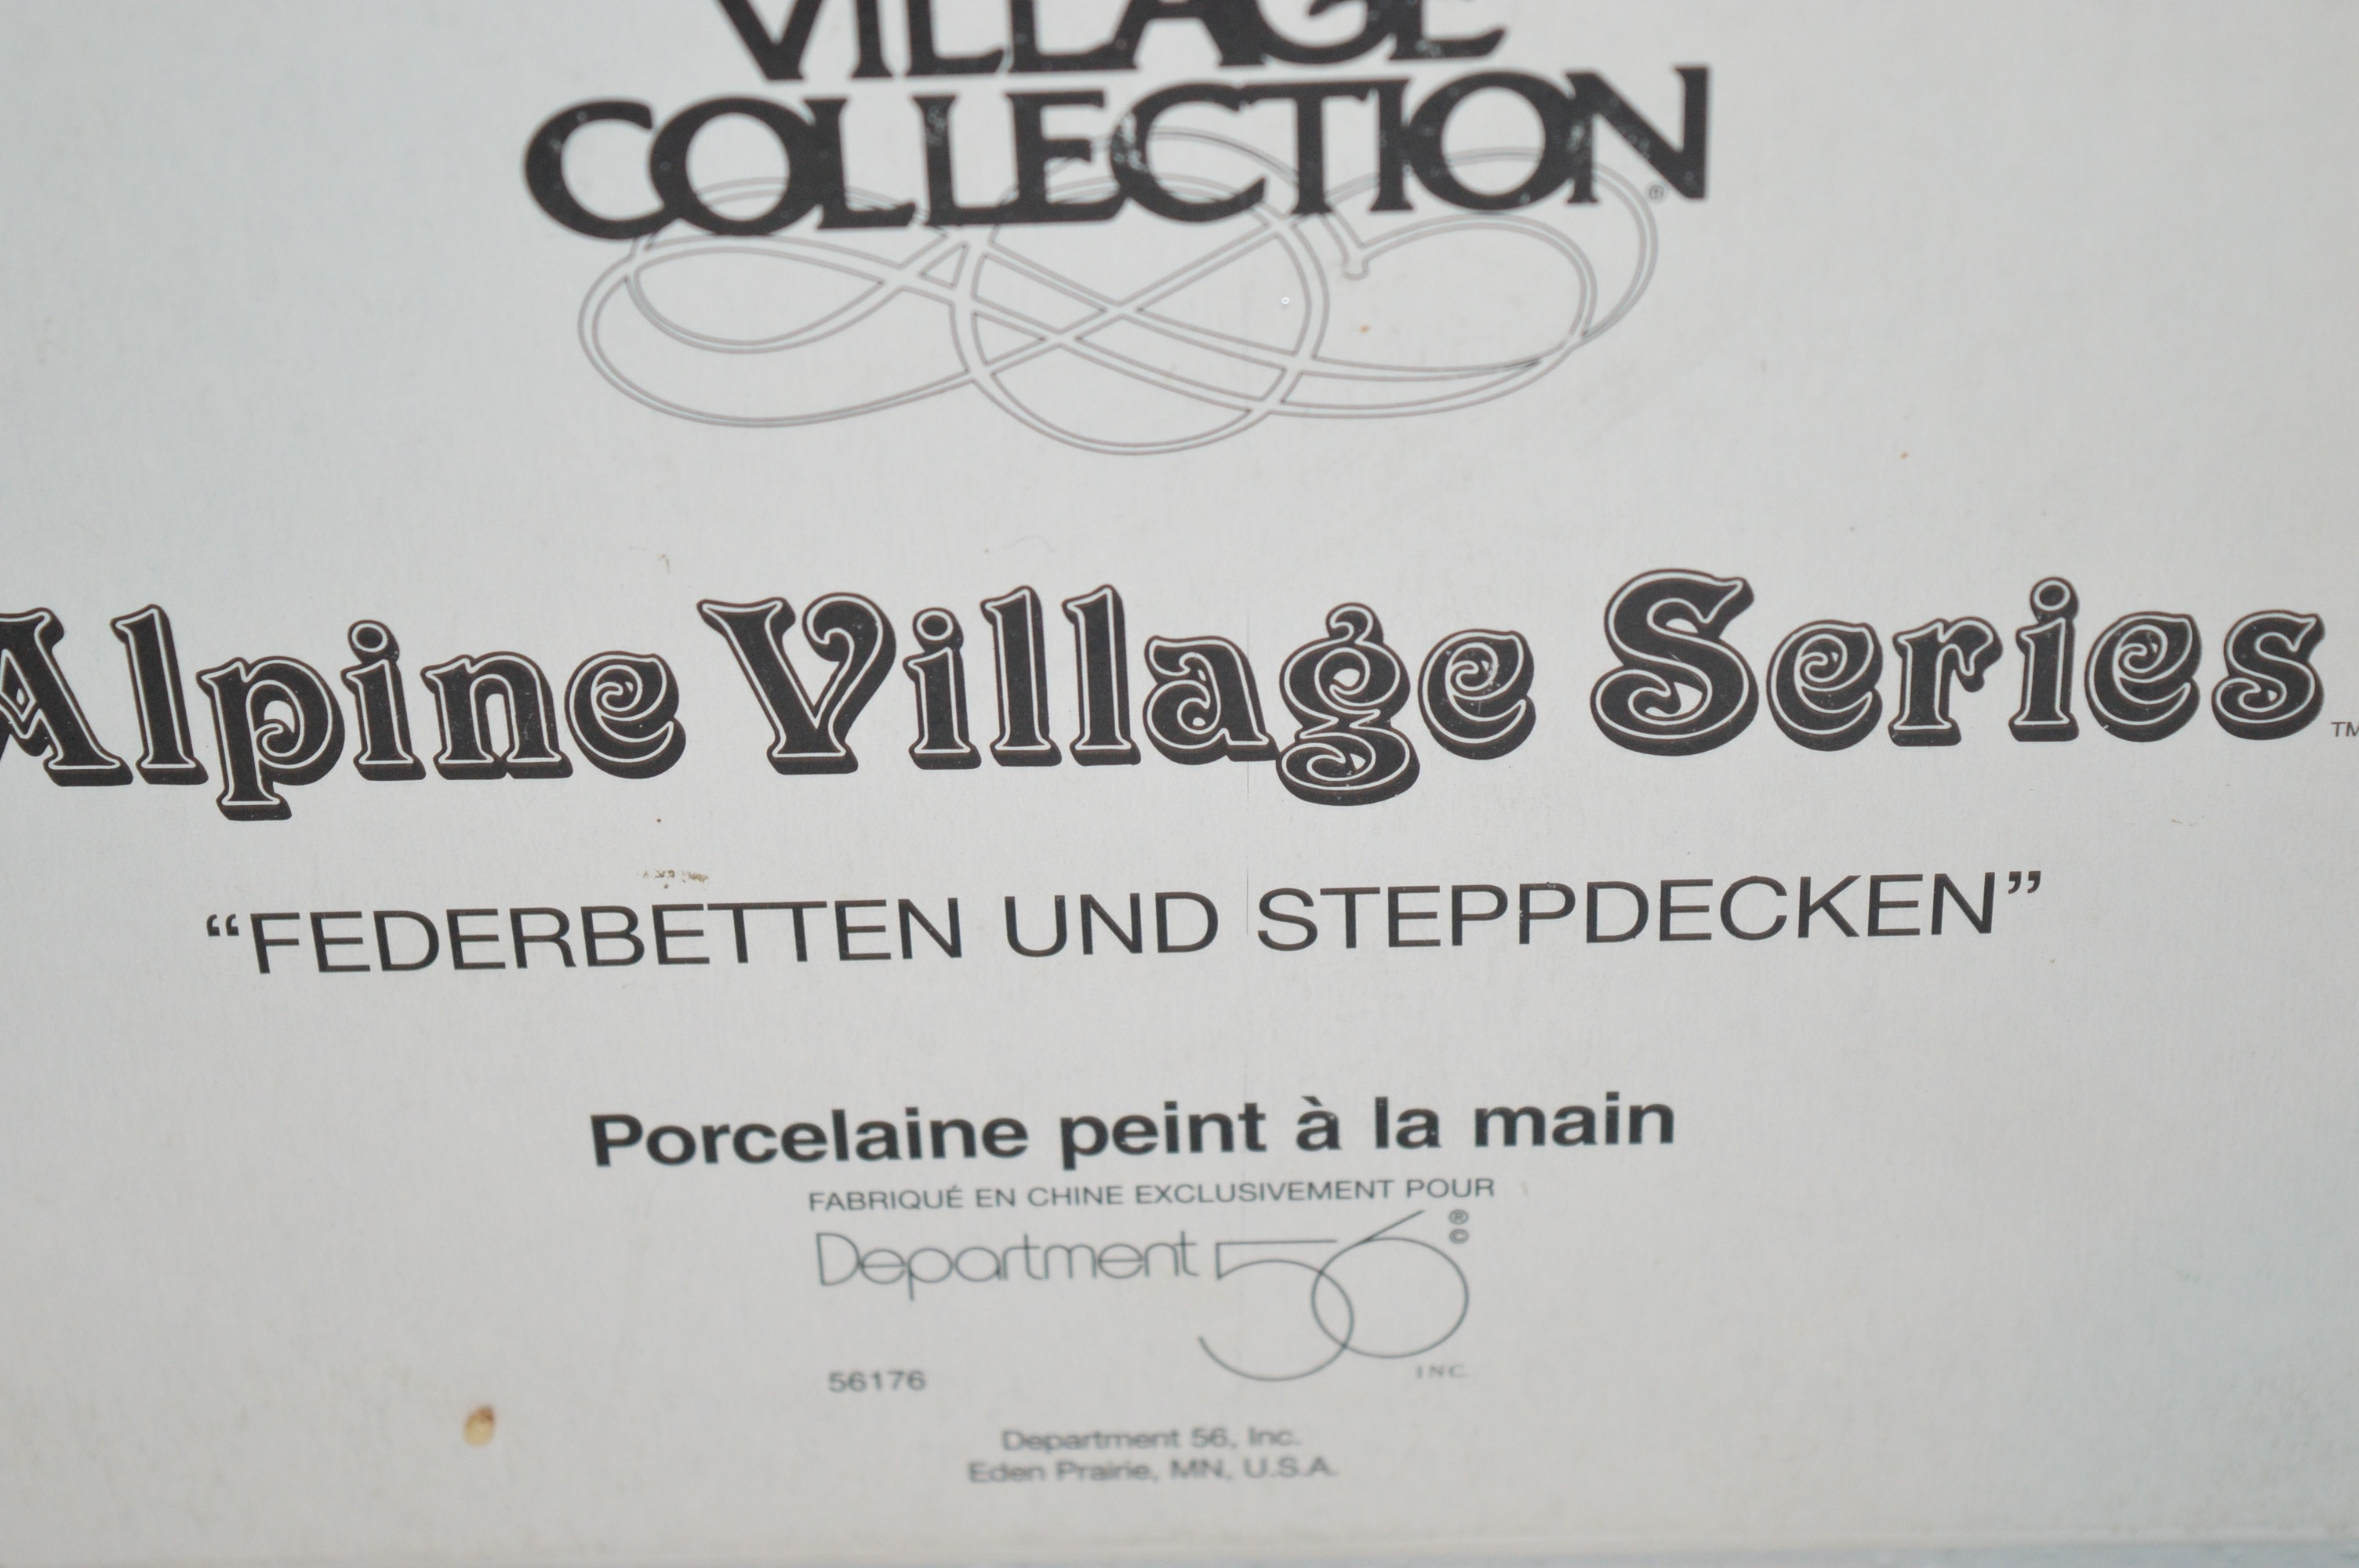 VILLAGE
COLLECTION®
Alpine Village Series™
“FEDERBETTEN UND STEPPDECKEN”
Porcelaine peint à la main
FABRIQUÉ EN CHINE EXCLUSIVEMENT POUR
Department 56 ®©
INC.
56176
Department 56, Inc.
Eden Prairie, MN, U.S.A.